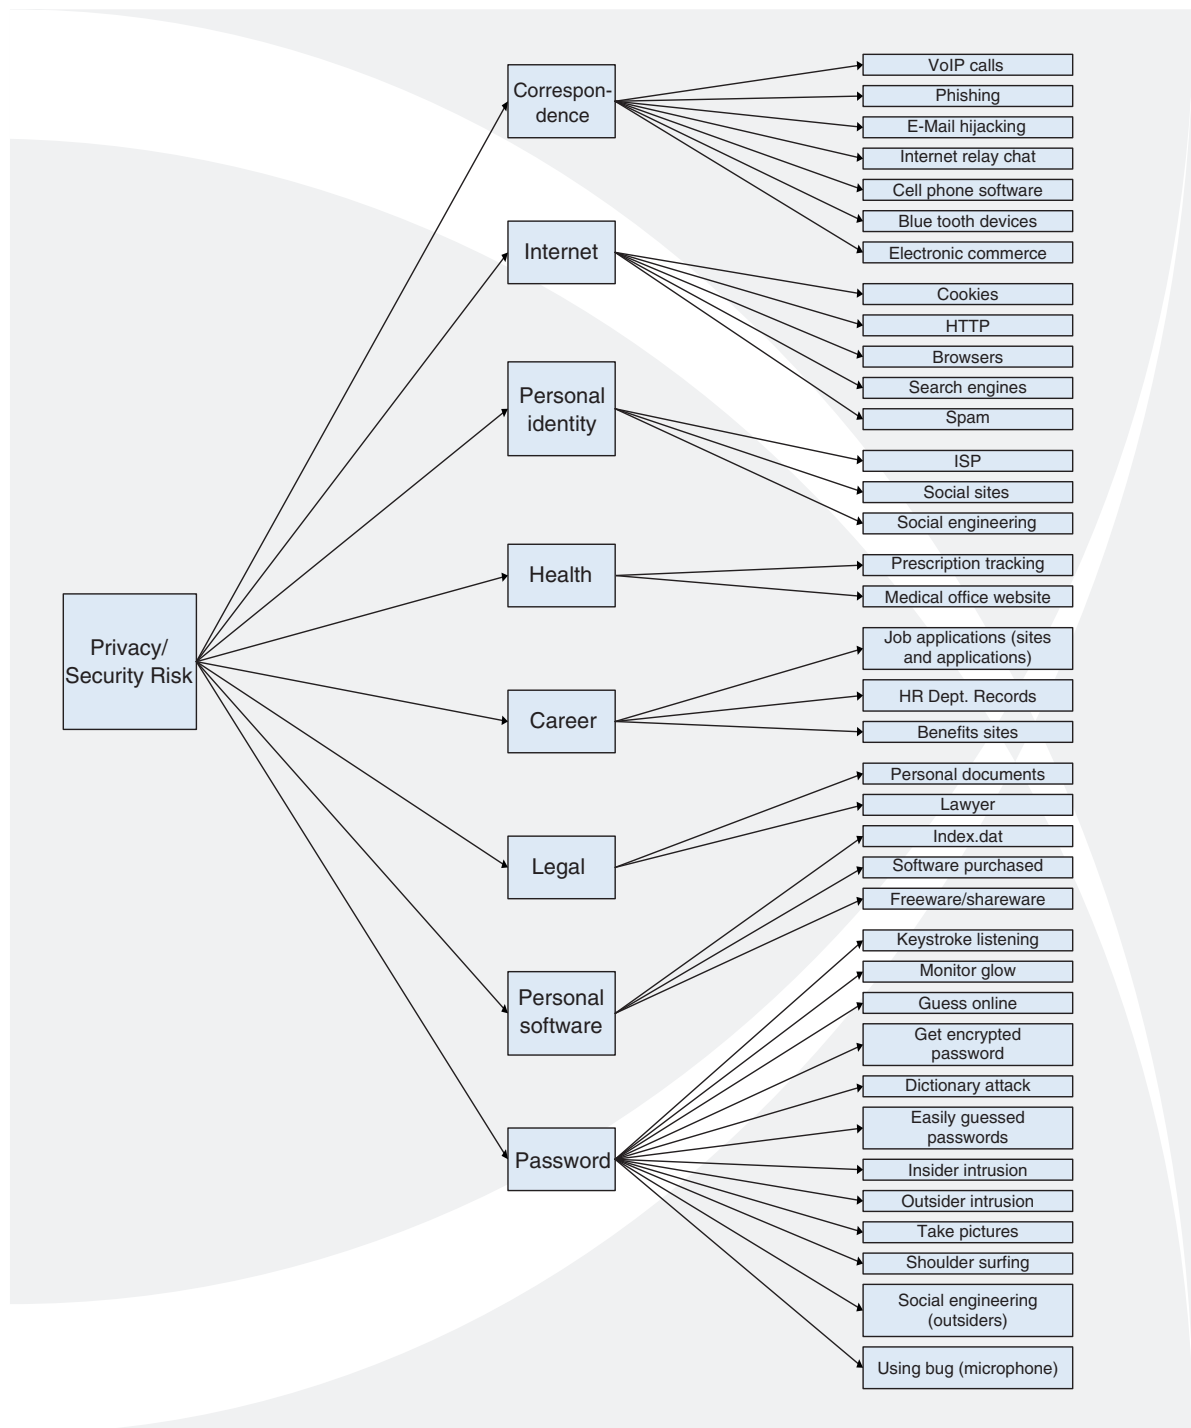 Privacy/
Security Risk
Correspon-
dence
VoIP calls
Phishing
E-Mail hijacking
Internet relay chat
Cell phone software
Blue tooth devices
Electronic commerce
Internet
Cookies
HTTP
Browsers
Search engines
Spam
Personal
identity
ISP
Social sites
Social engineering
Health
Prescription tracking
Medical office website
Career
Job applications (sites
and applications)
HR Dept. Records
Benefits sites
Legal
Personal documents
Lawyer
Personal
software
Index.dat
Software purchased
Freeware/shareware
Password
Keystroke listening
Monitor glow
Guess online
Get encrypted
password
Dictionary attack
Easily guessed
passwords
Insider intrusion
Outsider intrusion
Take pictures
Shoulder surfing
Social engineering
(outsiders)
Using bug (microphone)